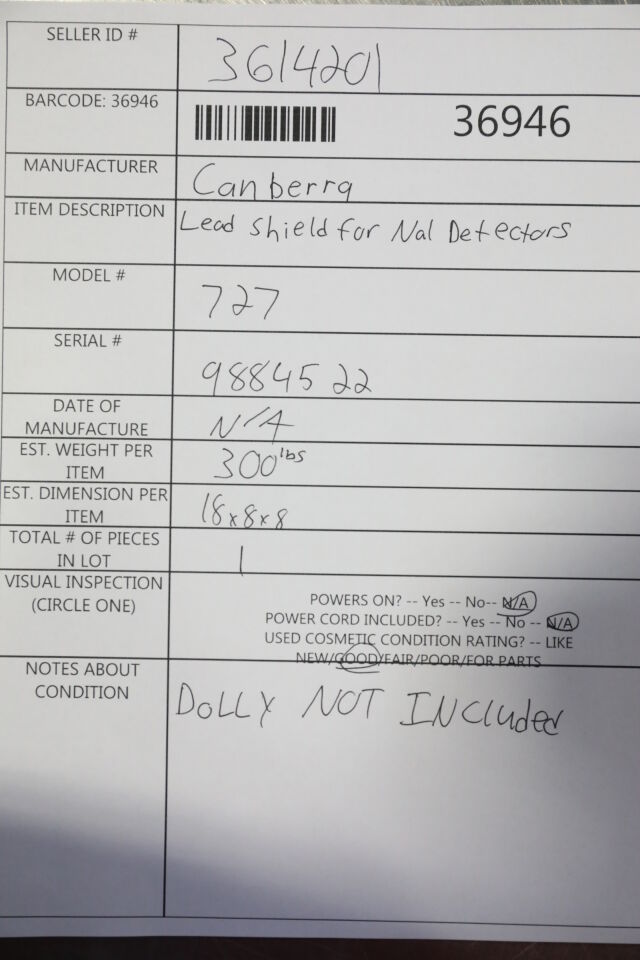 SELLER ID # 3614201
BARCODE: 36946 36946
MANUFACTURER Canberra
ITEM DESCRIPTION Lead Shield for NaI Detectors
MODEL # 727
SERIAL # 9884522
DATE OF
MANUFACTURE N/A
EST. WEIGHT PER
ITEM 300 lbs
EST. DIMENSION PER
ITEM 18x8x8
TOTAL # OF PIECES
IN LOT 1
VISUAL INSPECTION
(CIRCLE ONE)
POWERS ON? -- Yes -- No-- N/A
POWER CORD INCLUDED? -- Yes -- No -- N/A
USED COSMETIC CONDITION RATING? -- LIKE
NEW/GOOD/FAIR/POOR/FOR PARTS
NOTES ABOUT
CONDITION
DOLLY NOT INCluded